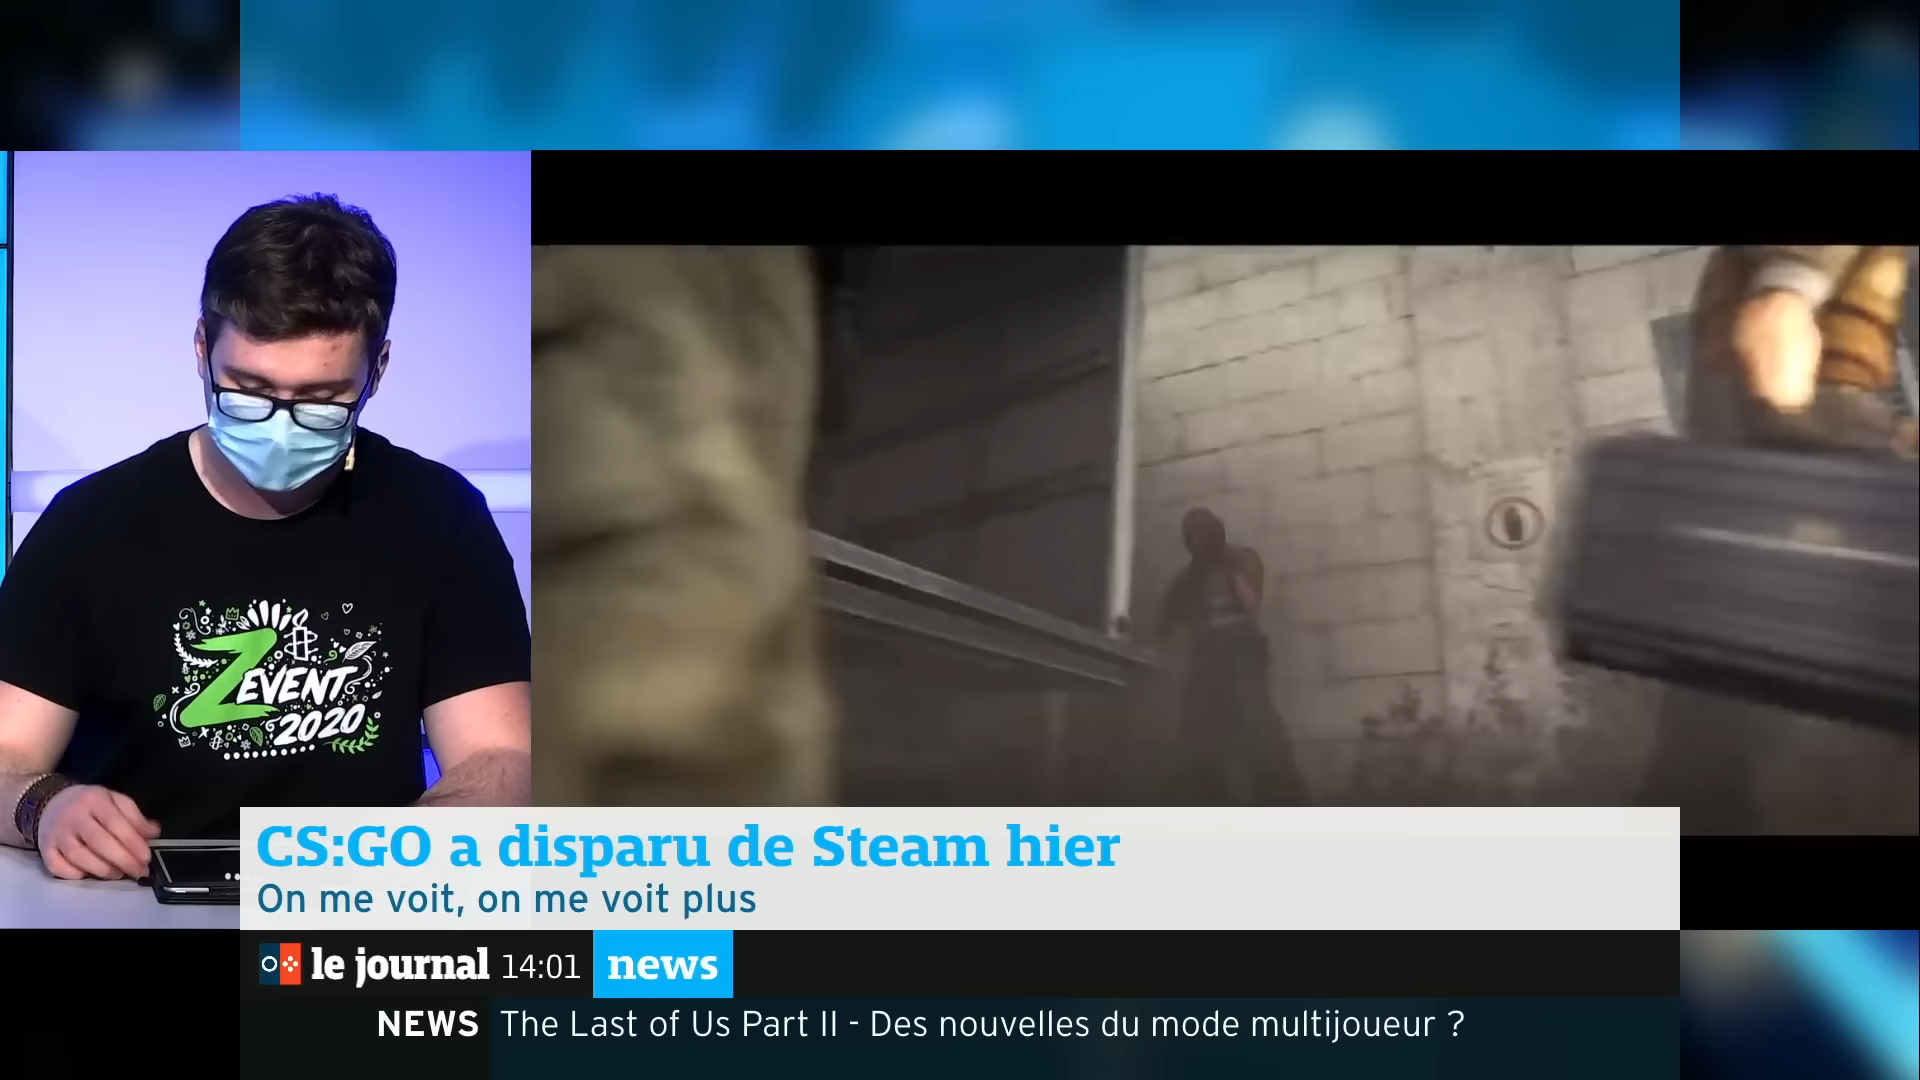 ZEVENT
2020
CS:GO a disparu de Steam hier
On me voit, on me voit plus
le journal 14:01 news
NEWS The Last of Us Part II - Des nouvelles du mode multijoueur ?